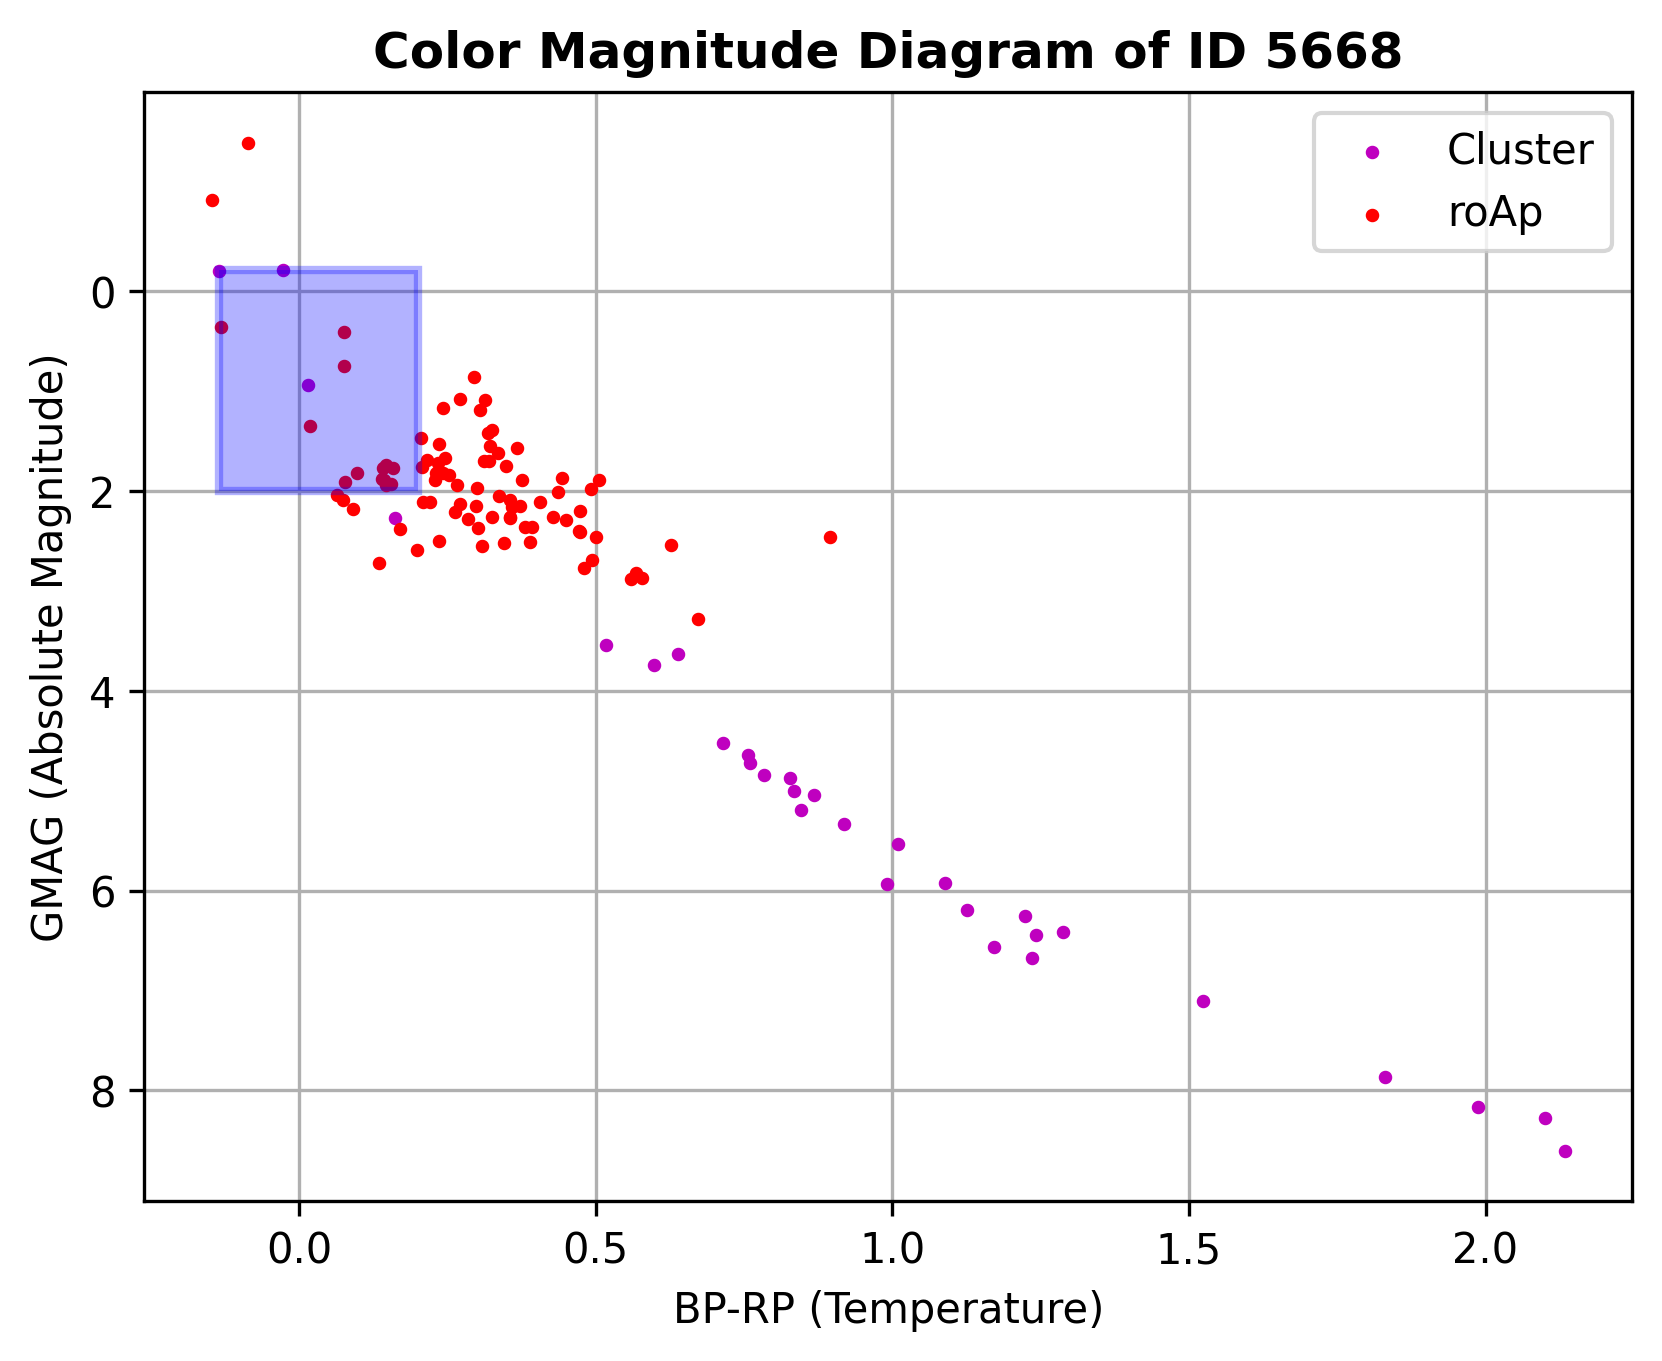 Color Magnitude Diagram of ID 5668
Cluster
roAp
GMAG (Absolute Magnitude)
0
2
4
6
8
0.0 0.5 1.0 1.5 2.0
BP-RP (Temperature)